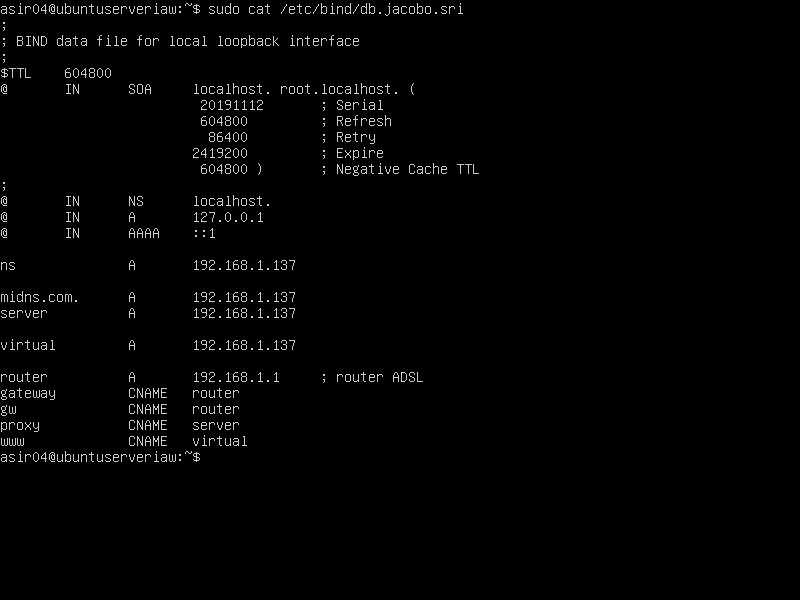 asir04@ubuntuserveriaw:~$ sudo cat /etc/bind/db.jacobo.sri
;
; BIND data file for local loopback interface
;
$TTL    604800
@       IN      SOA     localhost. root.localhost. (
                         20191112       ; Serial
                         604800         ; Refresh
                          86400         ; Retry
                        2419200         ; Expire
                         604800 )       ; Negative Cache TTL
;
@       IN      NS      localhost.
@       IN      A       127.0.0.1
@       IN      AAAA    ::1

ns              A       192.168.1.137

midns.com.      A       192.168.1.137
server          A       192.168.1.137

virtual         A       192.168.1.137

router          A       192.168.1.1     ; router ADSL
gateway         CNAME   router
gw              CNAME   router
proxy           CNAME   server
www             CNAME   virtual
asir04@ubuntuserveriaw:~$